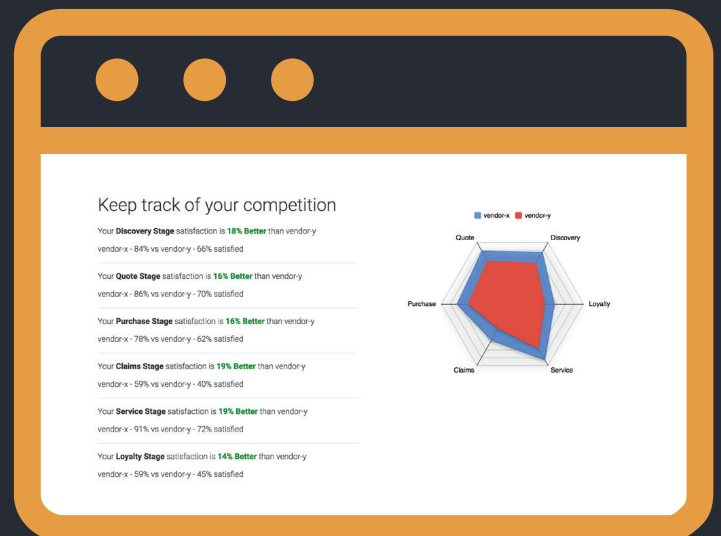 Keep track of your competition
Your Discovery Stage satisfaction is 18% Better than vendor-y
vendor-x - 84% vs vendor-y - 66% satisfied
Your Quote Stage satisfaction is 16% Better than vendor-y
vendor-x - 86% vs vendor-y - 70% satisfied
Your Purchase Stage satisfaction is 16% Better than vendor-y
vendor-x - 78% vs vendor-y - 62% satisfied
Your Claims Stage satisfaction is 19% Better than vendor-y
vendor-x - 59% vs vendor-y - 40% satisfied
Your Service Stage satisfaction is 19% Better than vendor-y
vendor-x - 91% vs vendor-y - 72% satisfied
Your Loyalty Stage satisfaction is 14% Better than vendor-y
vendor-x - 59% vs vendor-y - 45% satisfied
vendor-x vendor-y
Quote Discovery
Purchase Loyalty
Claims Service